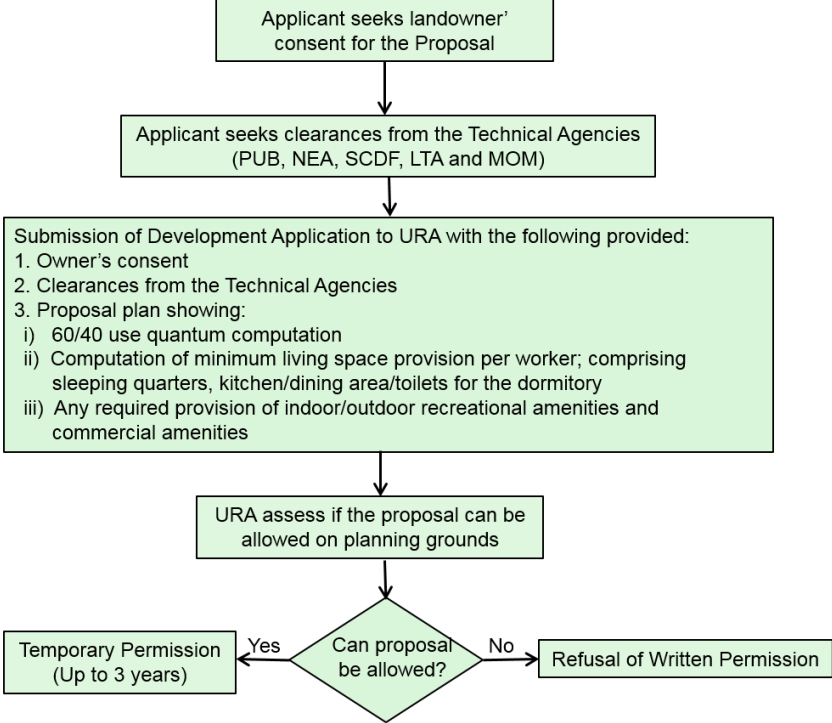 Applicant seeks landowner'
consent for the Proposal
Applicant seeks clearances from the Technical Agencies
(PUB, NEA, SCDF, LTA and MOM)
Submission of Development Application to URA with the following provided:
1. Owner's consent
2. Clearances from the Technical Agencies
3. Proposal plan showing:
i) 60/40 use quantum computation
ii) Computation of minimum living space provision per worker; comprising
sleeping quarters, kitchen/dining area/toilets for the dormitory
iii) Any required provision of indoor/outdoor recreational amenities and
commercial amenities
URA assess if the proposal can be
allowed on planning grounds
Can proposal
be allowed?
Yes
Temporary Permission
(Up to 3 years)
No
Refusal of Written Permission